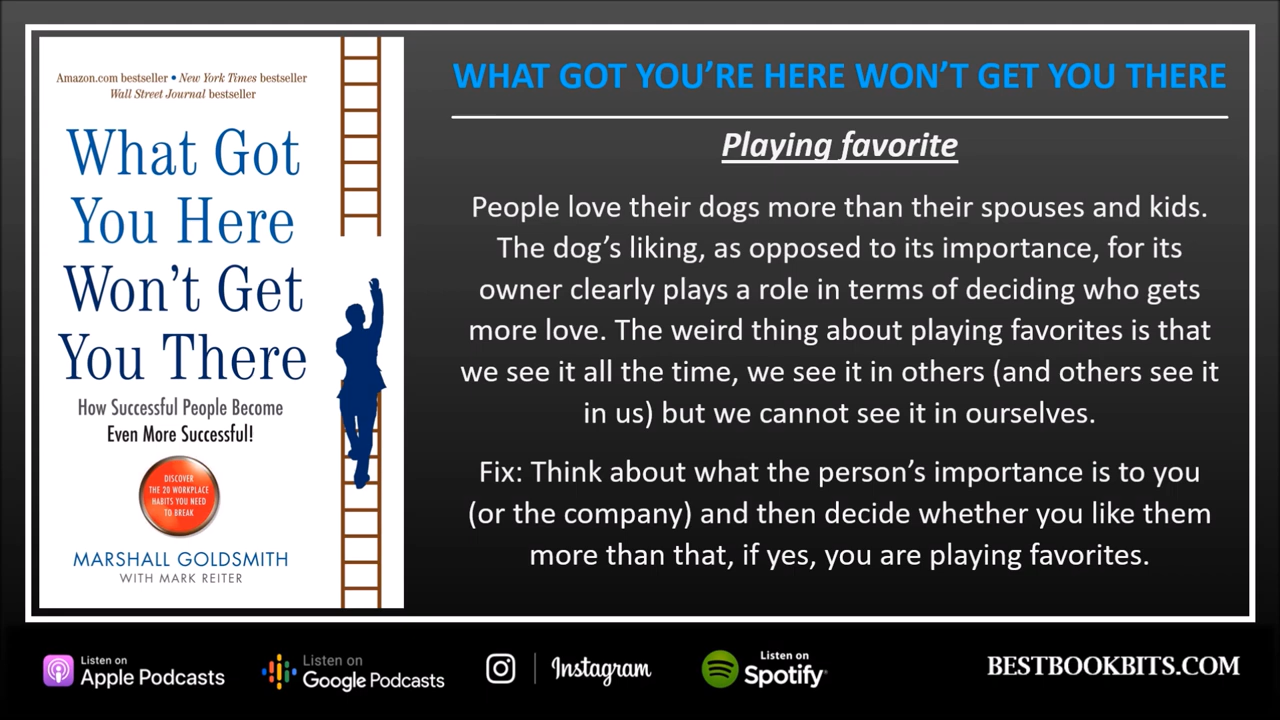 Amazon.com bestseller • New York Times bestseller
Wall Street Journal bestseller
What Got
You Here
Won't Get
You There
How Successful People Become
Even More Successful!
DISCOVER
THE 20 WORKPLACE
HABITS YOU NEED
TO BREAK
MARSHALL GOLDSMITH
WITH MARK REITER
WHAT GOT YOU'RE HERE WON'T GET YOU THERE
Playing favorite
People love their dogs more than their spouses and kids.
The dog's liking, as opposed to its importance, for its
owner clearly plays a role in terms of deciding who gets
more love. The weird thing about playing favorites is that
we see it all the time, we see it in others (and others see it
in us) but we cannot see it in ourselves.
Fix: Think about what the person's importance is to you
(or the company) and then decide whether you like them
more than that, if yes, you are playing favorites.
Listen on
Apple Podcasts
Listen on
Google Podcasts
Instagram
Listen on
Spotify
BESTBOOKBITS.COM